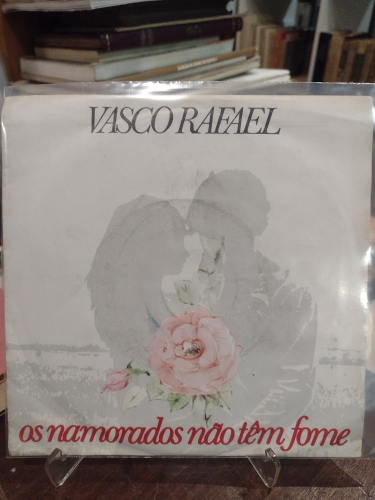 VASCO RAFAEL
os namorados não têm fome